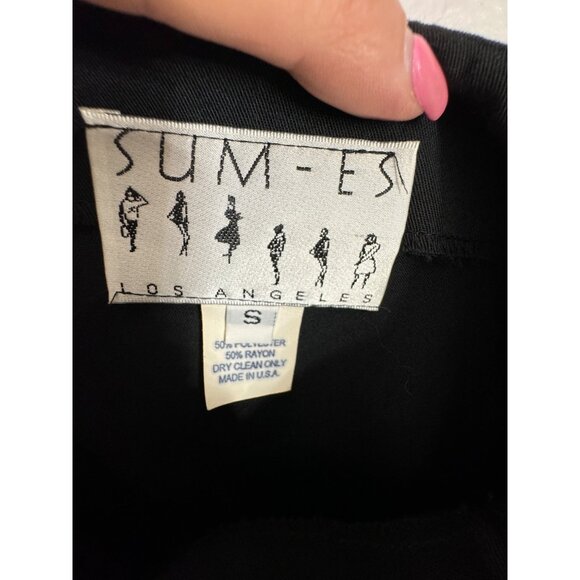 SUM-ES
LOS ANGELES
S
50% POLYESTER
50% RAYON
DRY CLEAN ONLY
MADE IN U.S.A.